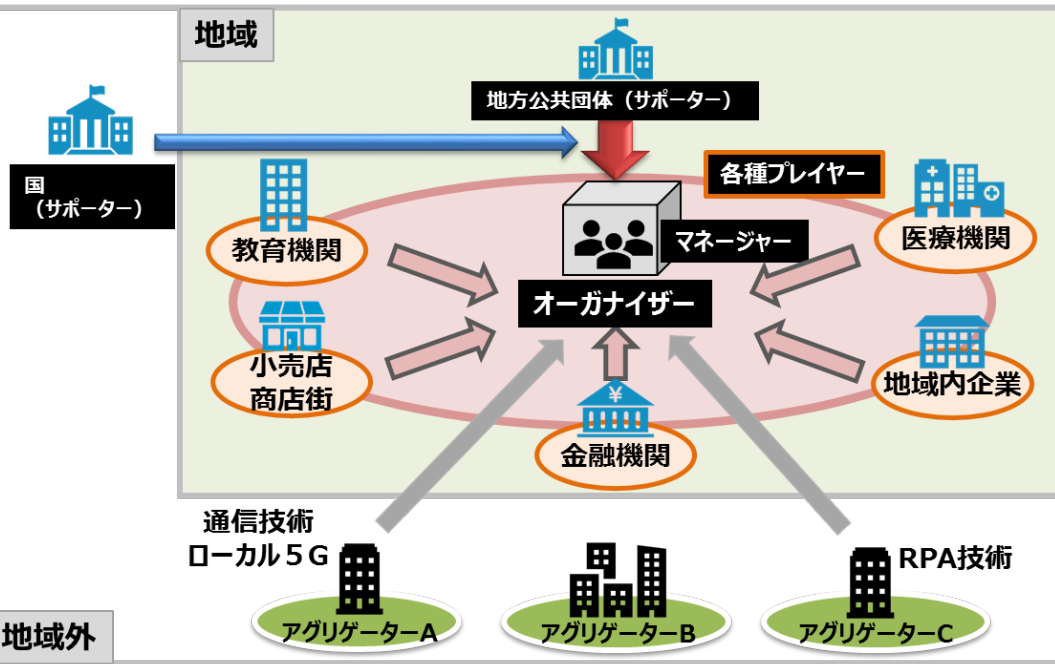 地域
地方公共団体（サポーター）
国
（サポーター）
各種プレイヤー
教育機関
マネージャー
医療機関
オーガナイザー
小売店
商店街
地域内企業
¥
金融機関
通信技術
ローカル５G
RPA技術
アグリゲーターA
アグリゲーターB
アグリゲーターC
地域外